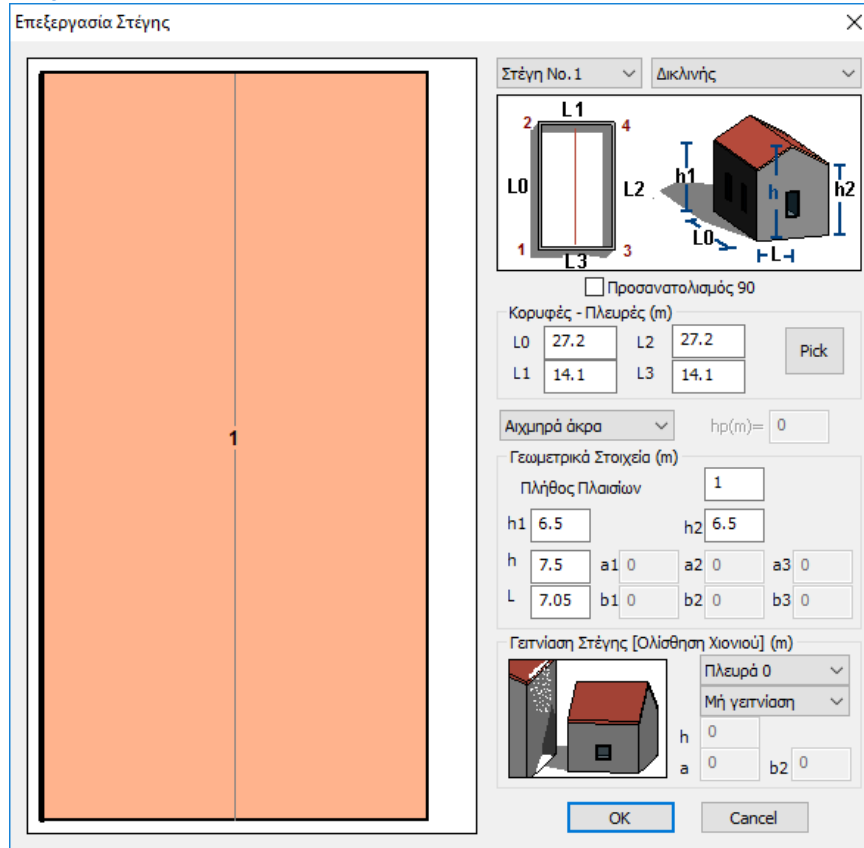 Επεξεργασία Στέγης
Στέγη No.1 Δικλινής
L1
2 4
L0 L2
1 3
L3
h1 h h2
L0 L
Προσανατολισμός 90
Κορυφές - Πλευρές (m)
L0 27.2 L2 27.2
L1 14.1 L3 14.1
Pick
1
Αιχμηρά άκρα hp(m)= 0
Γεωμετρικά Στοιχεία (m)
Πλήθος Πλαισίων 1
h1 6.5 h2 6.5
h 7.5 a1 0 a2 0 a3 0
L 7.05 b1 0 b2 0 b3 0
Γειτνίαση Στέγης [Ολίσθηση Χιονιού] (m)
Πλευρά 0
Μή γειτνίαση
h 0
a 0 b2 0
OK Cancel